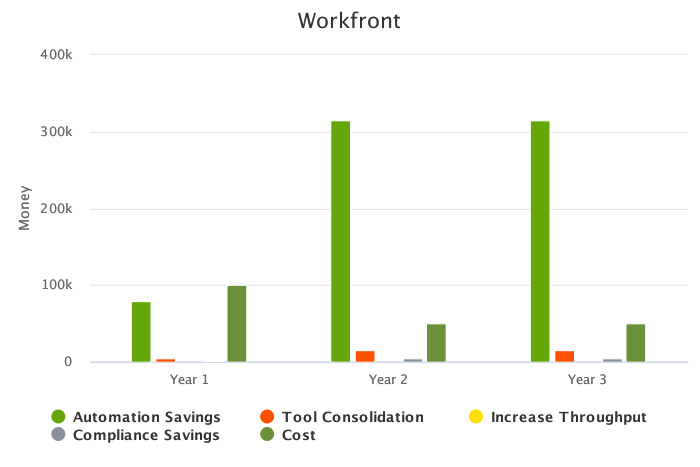 Workfront
400k
300k
200k
100k
0
Money
Year 1
Year 2
Year 3
Automation Savings
Tool Consolidation
Increase Throughput
Compliance Savings
Cost